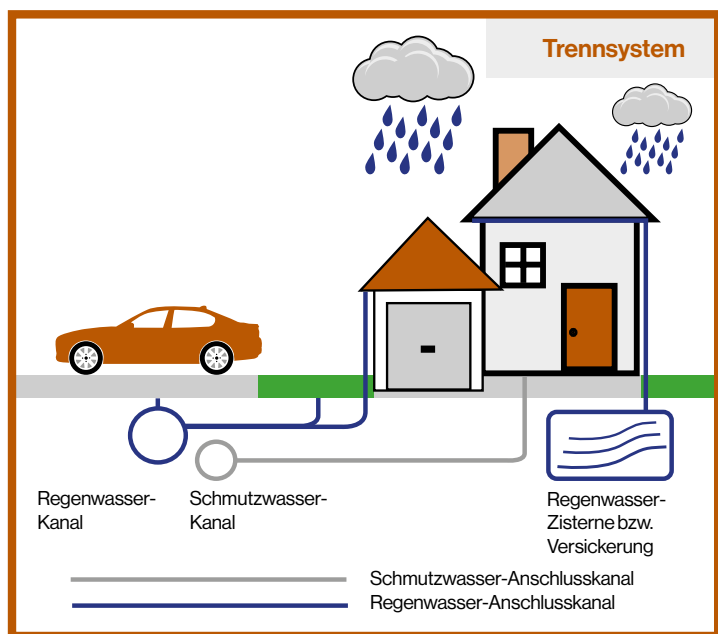 Trennsystem
Regenwasser-
Kanal
Schmutzwasser-
Kanal
Regenwasser-
Zisterne bzw.
Versickerung
Schmutzwasser-Anschlusskanal
Regenwasser-Anschlusskanal